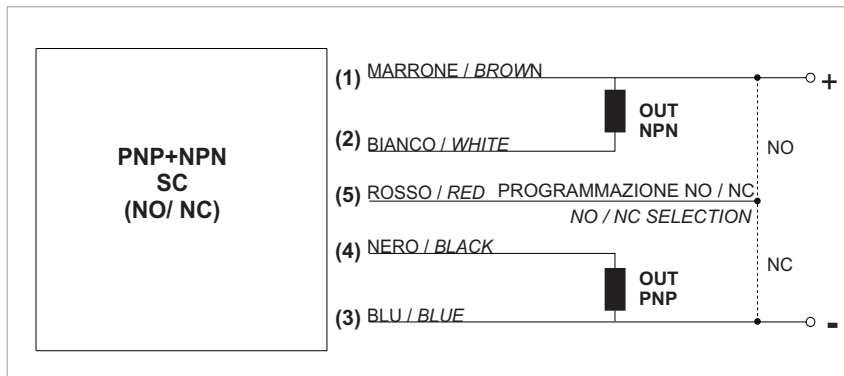 PNP+NPN
SC
(NO/ NC)
(1) MARRONE / BROWN
+
OUT
NPN
(2) BIANCO / WHITE
NO
(5) ROSSO / RED PROGRAMMAZIONE NO / NC
NO / NC SELECTION
(4) NERO / BLACK
NC
OUT
PNP
(3) BLU / BLUE
-